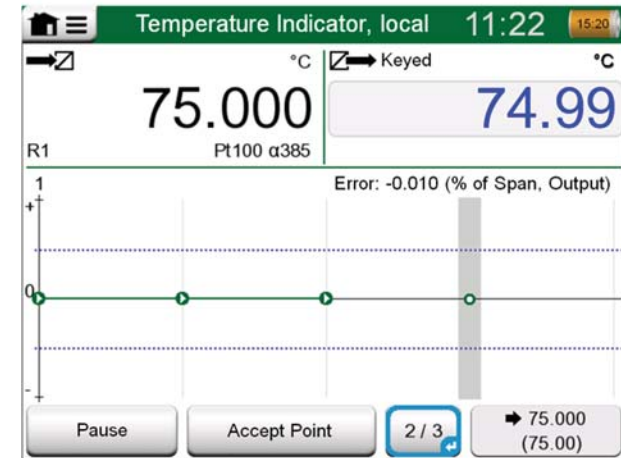 Temperature Indicator, local 11:22 15:20
°C
75.000
R1 Pt100 α385
Keyed °C
74.99
1 Error: -0.010 (% of Span, Output)
+
0
-
Pause Accept Point 2 / 3 75.000
(75.00)